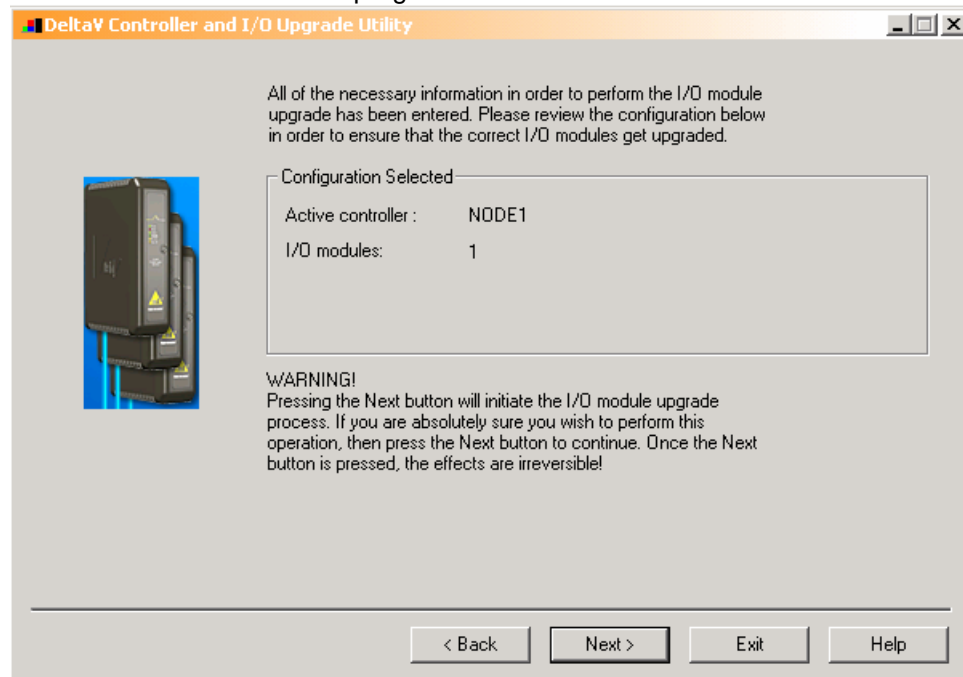 DeltaV Controller and I/O Upgrade Utility
All of the necessary information in order to perform the I/O module
upgrade has been entered. Please review the configuration below
in order to ensure that the correct I/O modules get upgraded.
Configuration Selected
Active controller : NODE1
I/O modules: 1
WARNING!
Pressing the Next button will initiate the I/O module upgrade
process. If you are absolutely sure you wish to perform this
operation, then press the Next button to continue. Once the Next
button is pressed, the effects are irreversible!
< Back Next > Exit Help